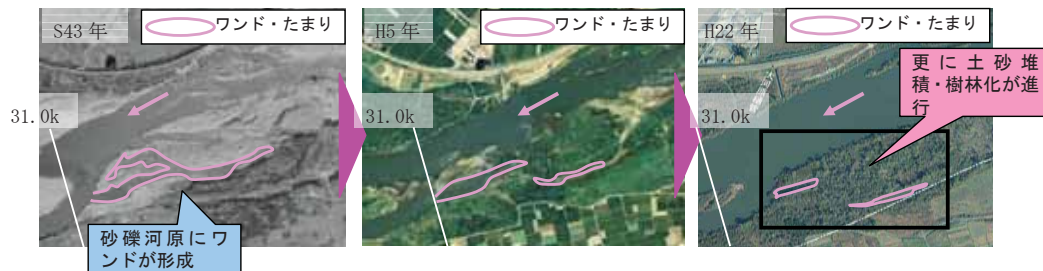 S43 年
ワンド・たまり
31.0k
砂礫河原にワ
ンドが形成
H5 年
ワンド・たまり
31.0k
H22 年
ワンド・たまり
31.0k
更に土砂堆
積・樹林化が進
行